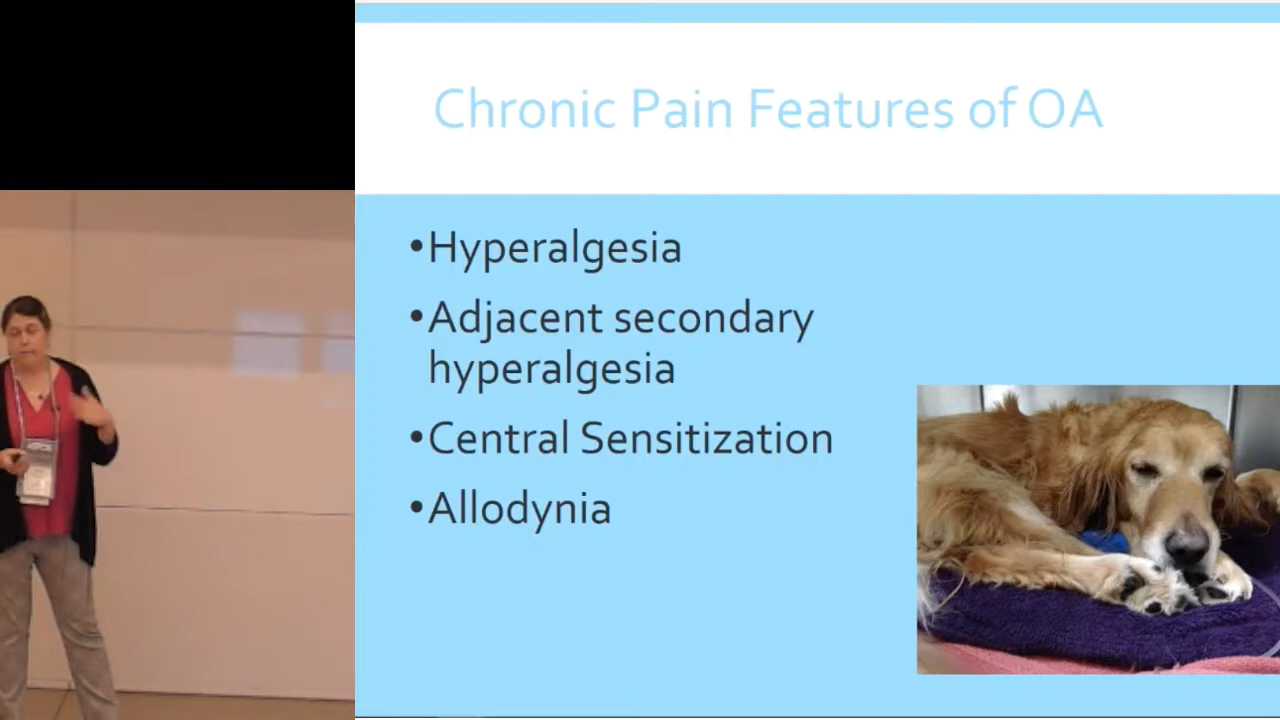 Chronic Pain Features of OA
•Hyperalgesia
•Adjacent secondary
hyperalgesia
•Central Sensitization
•Allodynia